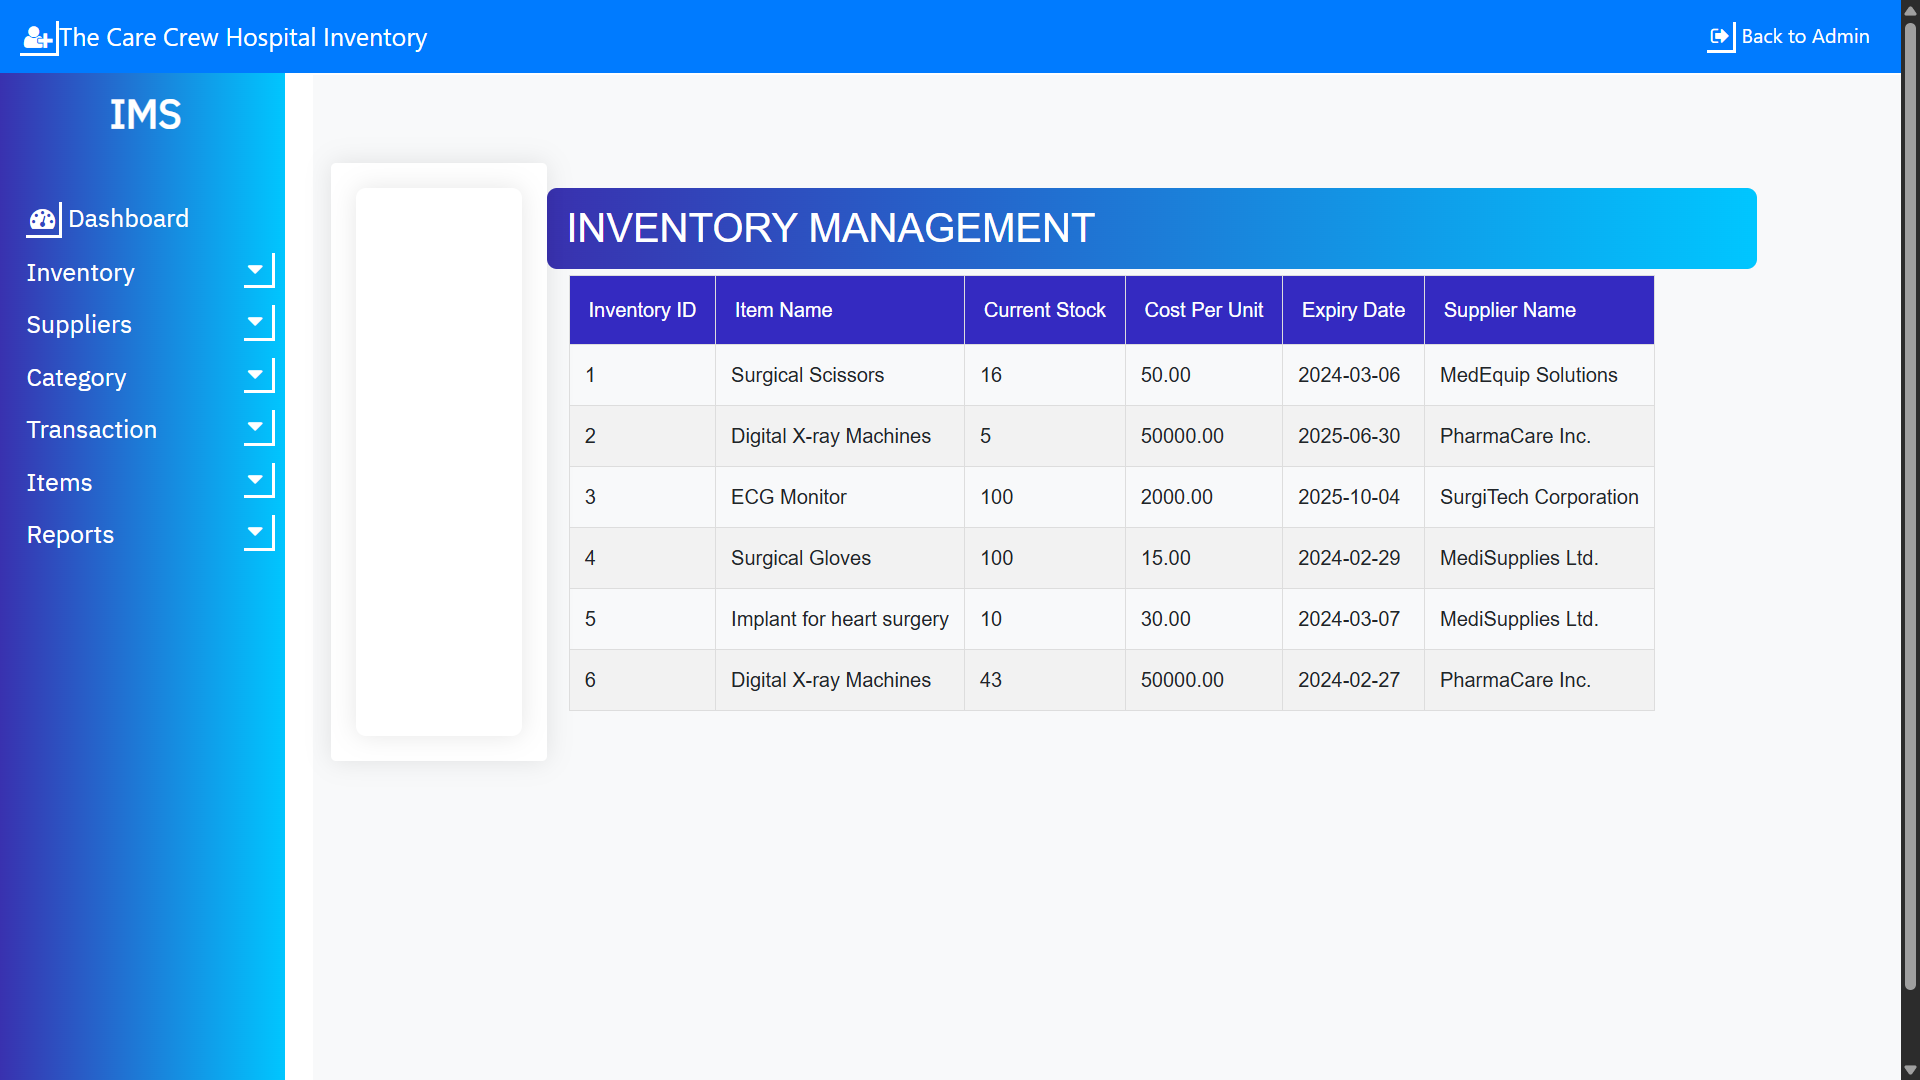 The Care Crew Hospital Inventory Back to Admin
IMS
Dashboard
Inventory
Suppliers
Category
Transaction
Items
Reports
INVENTORY MANAGEMENT
Inventory ID Item Name Current Stock Cost Per Unit Expiry Date Supplier Name
1 Surgical Scissors 16 50.00 2024-03-06 MedEquip Solutions
2 Digital X-ray Machines 5 50000.00 2025-06-30 PharmaCare Inc.
3 ECG Monitor 100 2000.00 2025-10-04 SurgiTech Corporation
4 Surgical Gloves 100 15.00 2024-02-29 MediSupplies Ltd.
5 Implant for heart surgery 10 30.00 2024-03-07 MediSupplies Ltd.
6 Digital X-ray Machines 43 50000.00 2024-02-27 PharmaCare Inc.